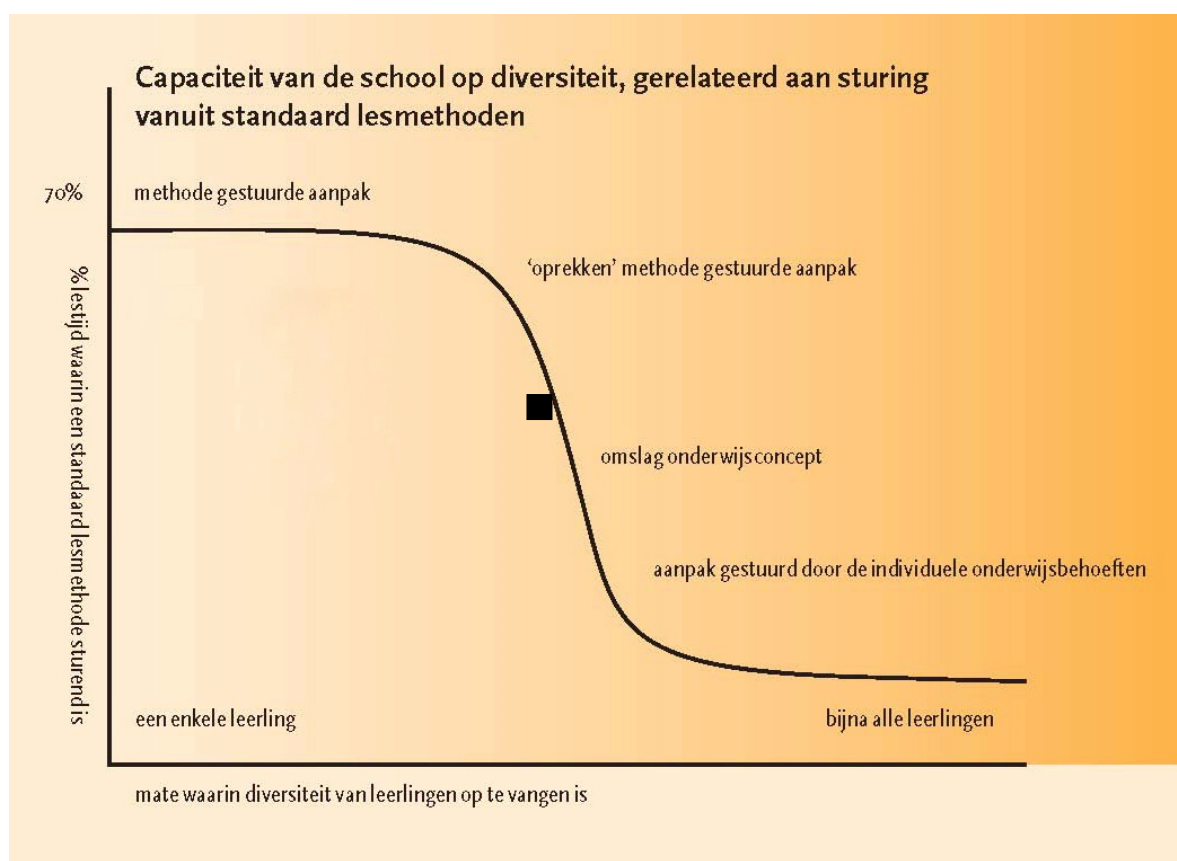 Capaciteit van de school op diversiteit, gerelateerd aan sturing
vanuit standaard lesmethoden
70%
methode gestuurde aanpak
'oprekken' methode gestuurde aanpak
% lestijd waarin een standaard lesmethode sturend is
omslag onderwijsconcept
aanpak gestuurd door de individuele onderwijsbehoeften
een enkele leerling
bijna alle leerlingen
mate waarin diversiteit van leerlingen op te vangen is